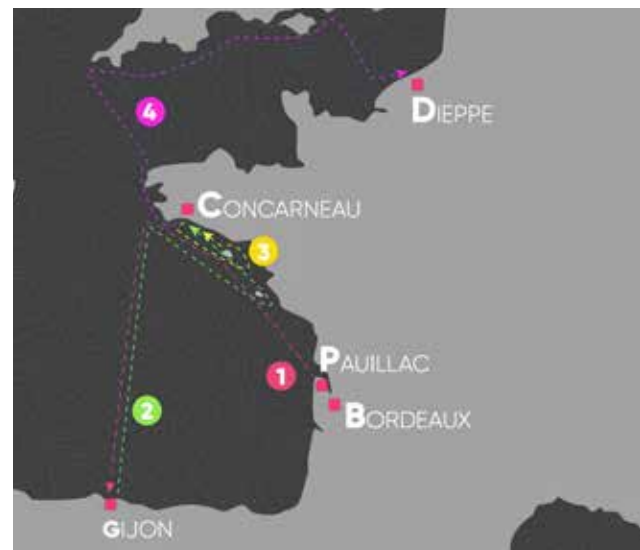 4
DIEPPE
CONCARNEAU
3
1
PAUILLAC
2
BORDEAUX
GIJON